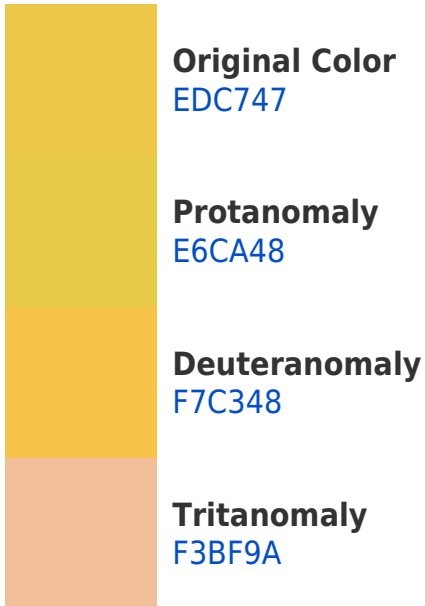 Original Color
EDC747
Protanomaly
E6CA48
Deuteranomaly
F7C348
Tritanomaly
F3BF9A